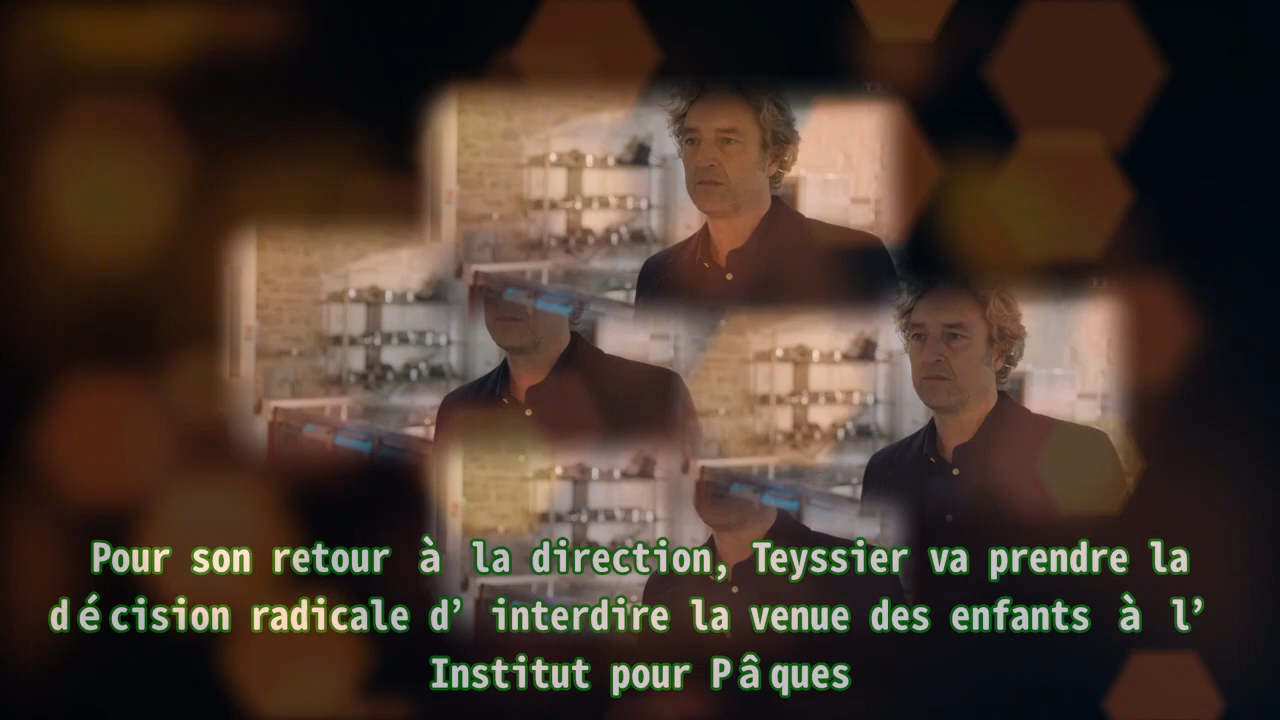 Pour son retour à la direction, Teyssier va prendre la
décision radicale d’ interdire la venue des enfants à l’
Institut pour Pâques